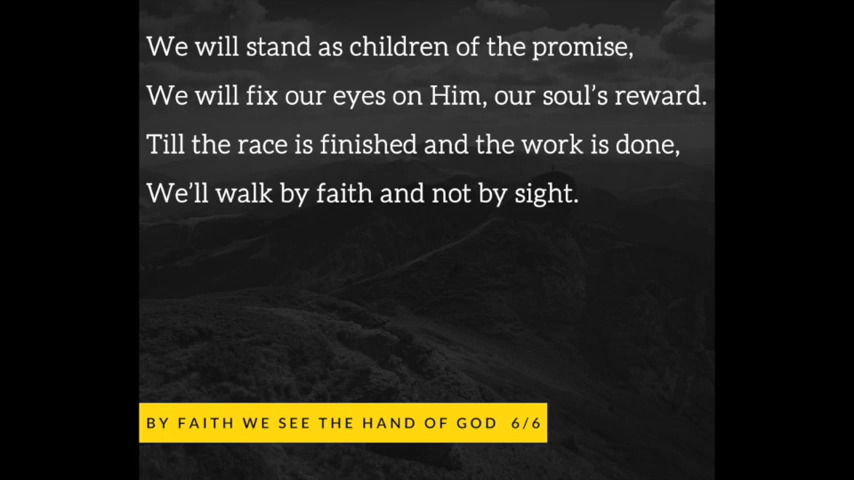 We will stand as children of the promise,
We will fix our eyes on Him, our soul’s reward.
Till the race is finished and the work is done,
We’ll walk by faith and not by sight.
BY FAITH WE SEE THE HAND OF GOD 6/6